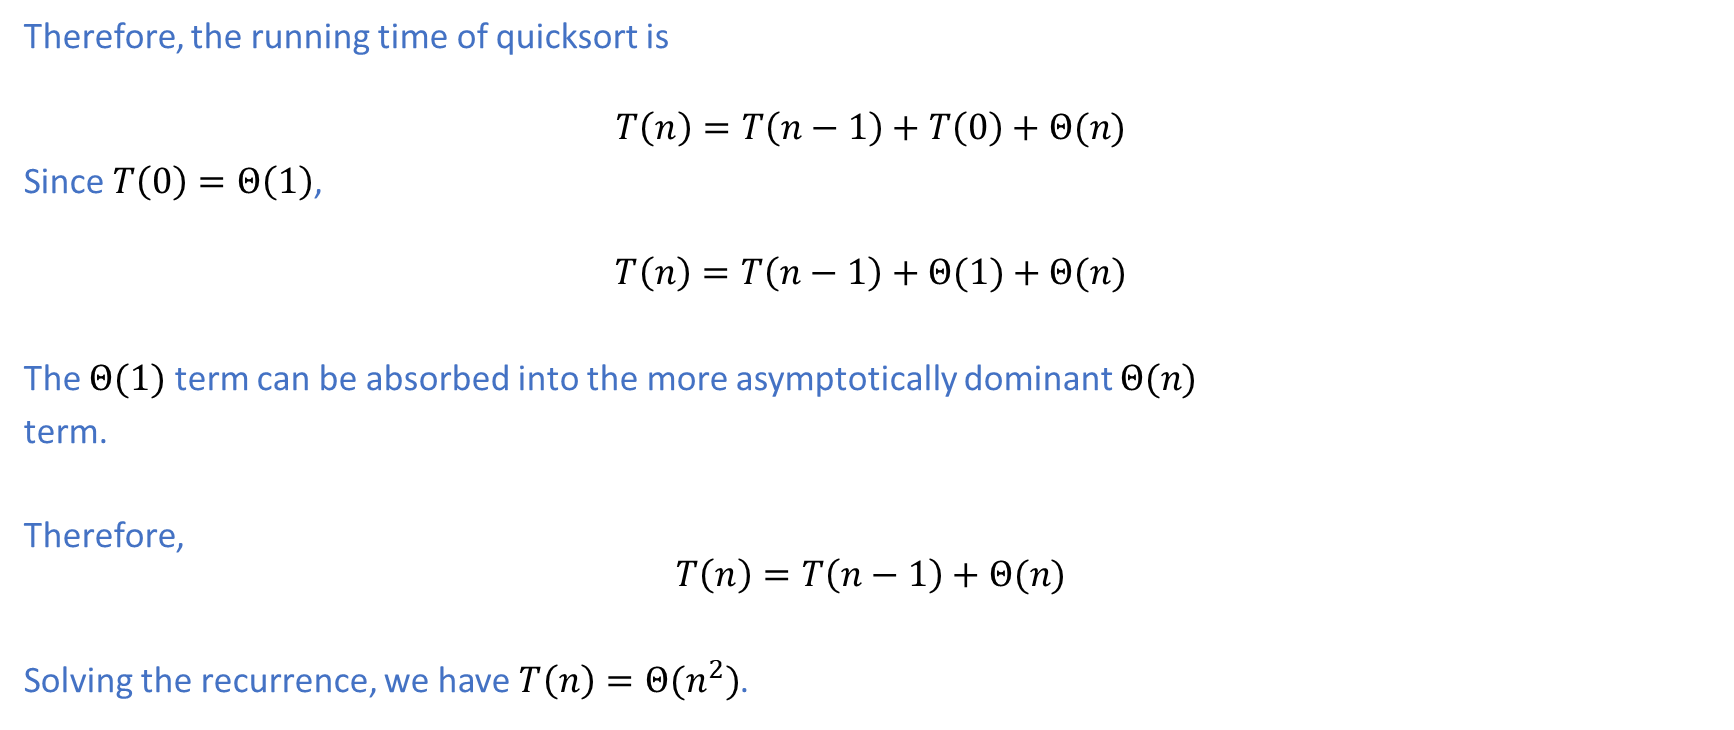 Therefore, the running time of quicksort is
T(n) = T(n − 1) + T(0) + Θ(n)
Since T(0) = Θ(1),
T(n) = T(n − 1) + Θ(1) + Θ(n)
The Θ(1) term can be absorbed into the more asymptotically dominant Θ(n)
term.
Therefore,
T(n) = T(n − 1) + Θ(n)
Solving the recurrence, we have T(n) = Θ(n²).